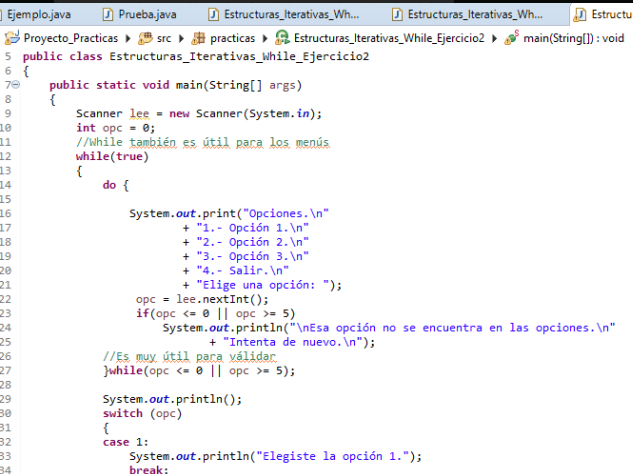 Ejemplo.java Prueba.java Estructuras_Iterativas_Wh... Estructuras_Iterativas_Wh... Estructu
Proyecto_Practicas src practicas Estructuras_Iterativas_While_Ejercicio2 main(String[]) : void
5 public class Estructuras_Iterativas_While_Ejercicio2
6 {
7 public static void main(String[] args)
8 {
9 Scanner lee = new Scanner(System.in);
10 int opc = 0;
11 //While también es útil para los menús
12 while(true)
13 {
14 do {
15
16 System.out.print("Opciones.\n"
17 + "1.- Opción 1.\n"
18 + "2.- Opción 2.\n"
19 + "3.- Opción 3.\n"
20 + "4.- Salir.\n"
21 + "Elige una opción: ");
22 opc = lee.nextInt();
23 if(opc <= 0 || opc >= 5)
24 System.out.println("\nEsa opción no se encuentra en las opciones.\n"
25 + "Intenta de nuevo.\n");
26 //Es muy útil para válidar
27 }while(opc <= 0 || opc >= 5);
28
29 System.out.println();
30 switch (opc)
31 {
32 case 1:
33 System.out.println("Elegiste la opción 1.");
34 break;